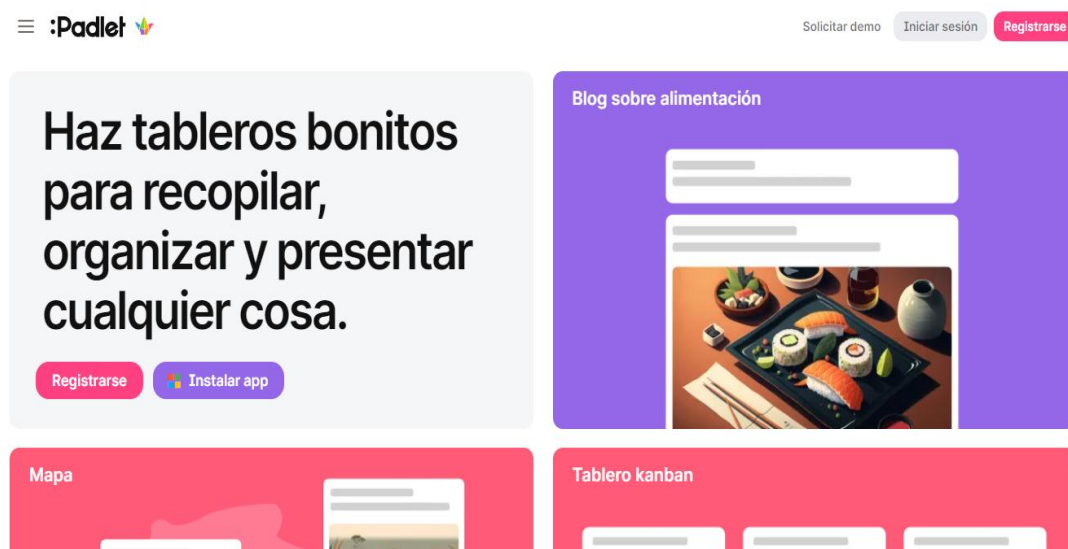 :Padlet
Solicitar demo
Iniciar sesión
Registrarse
Haz tableros bonitos
para recopilar,
organizar y presentar
cualquier cosa.
Registrarse
Instalar app
Blog sobre alimentación
Mapa
Tablero kanban